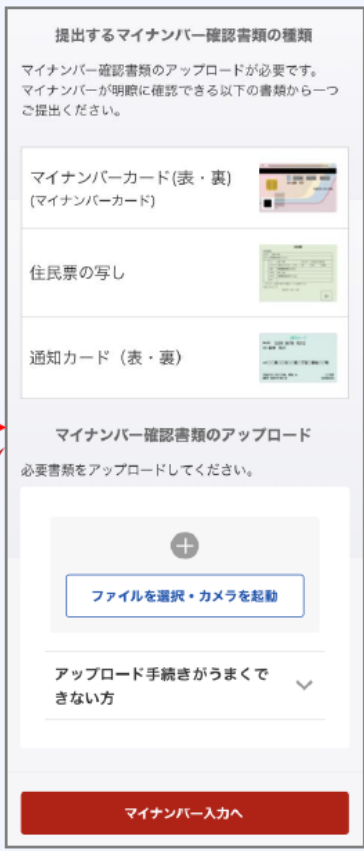 提出するマイナンバー確認書類の種類
マイナンバー確認書類のアップロードが必要です。
マイナンバーが明瞭に確認できる以下の書類から一つ
ご提出ください。
マイナンバーカード(表・裏)
(マイナンバーカード)
住民票の写し
通知カード（表・裏）
マイナンバー確認書類のアップロード
必要書類をアップロードしてください。
ファイルを選択・カメラを起動
アップロード手続きがうまくで
きない方
マイナンバー入力へ